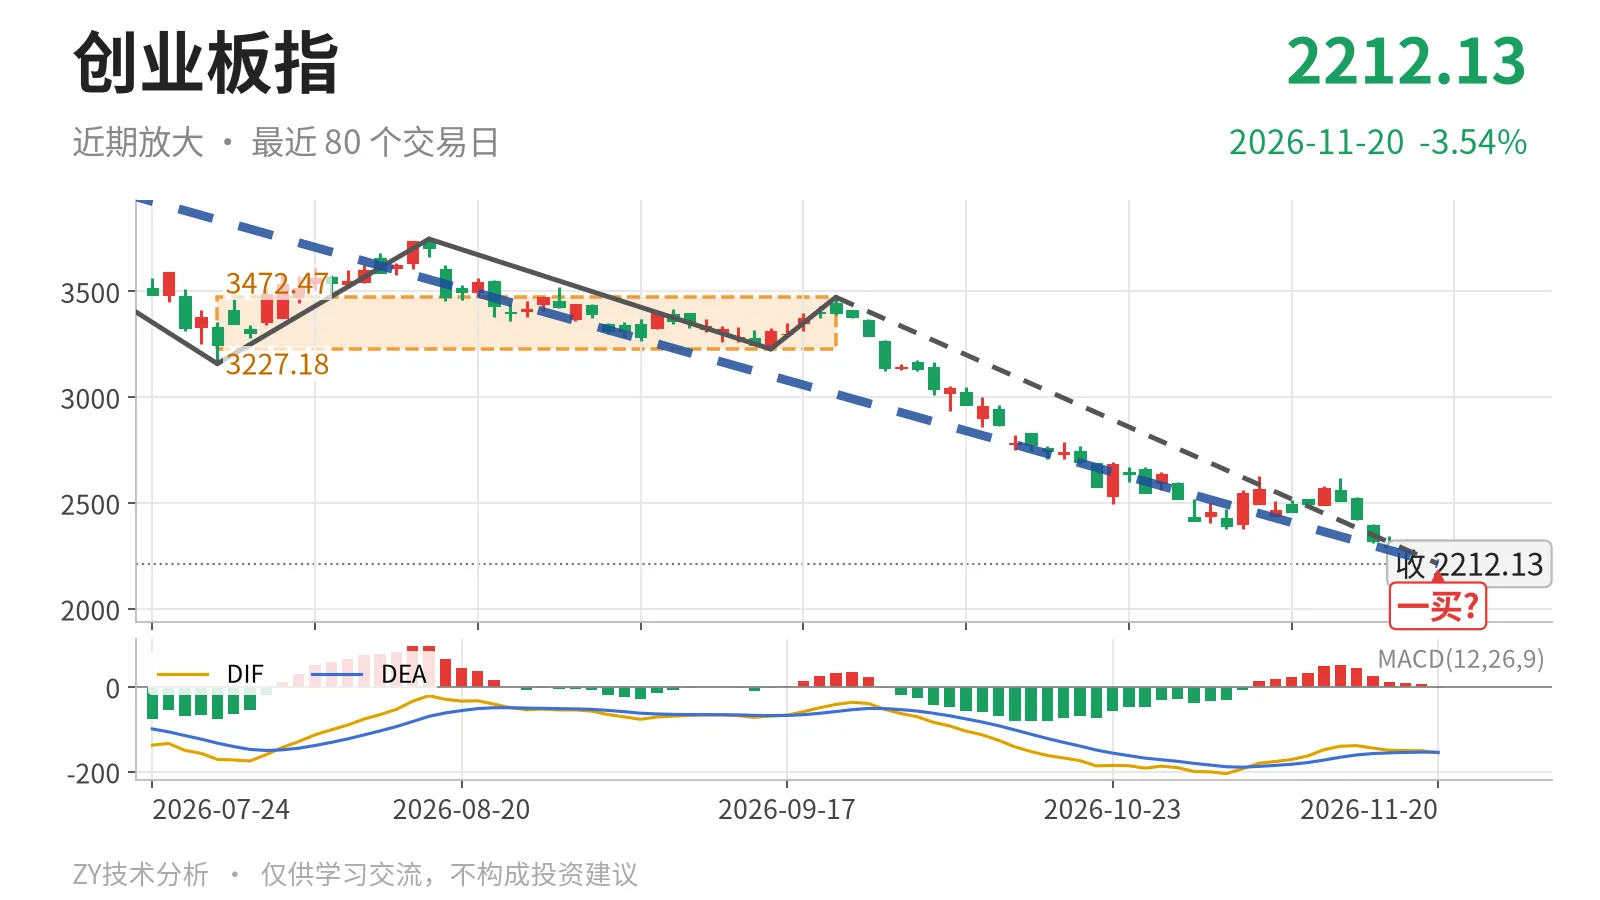 创业板指
2212.13
近期放大 · 最近 80 个交易日
2026-11-20 -3.54%
3500
3000
2500
2000
3472.47
3227.18
收 2212.13
一买?
MACD(12,26,9)
DIF
DEA
0
-200
2026-07-24
2026-08-20
2026-09-17
2026-10-23
2026-11-20
ZY技术分析 · 仅供学习交流，不构成投资建议